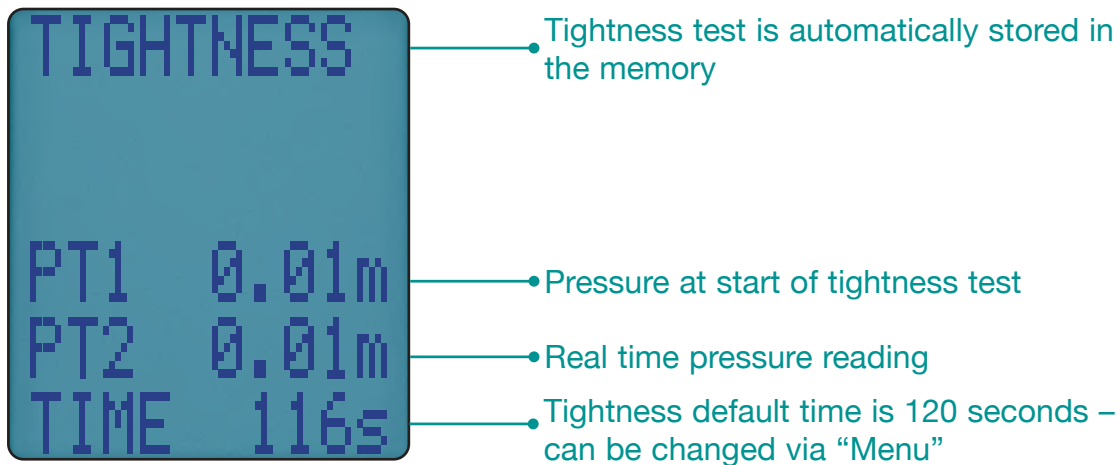 TIGHTNESS
Tightness test is automatically stored in
the memory
PT1 0.01m
Pressure at start of tightness test
PT2 0.01m
Real time pressure reading
TIME 116s
Tightness default time is 120 seconds –
can be changed via “Menu”